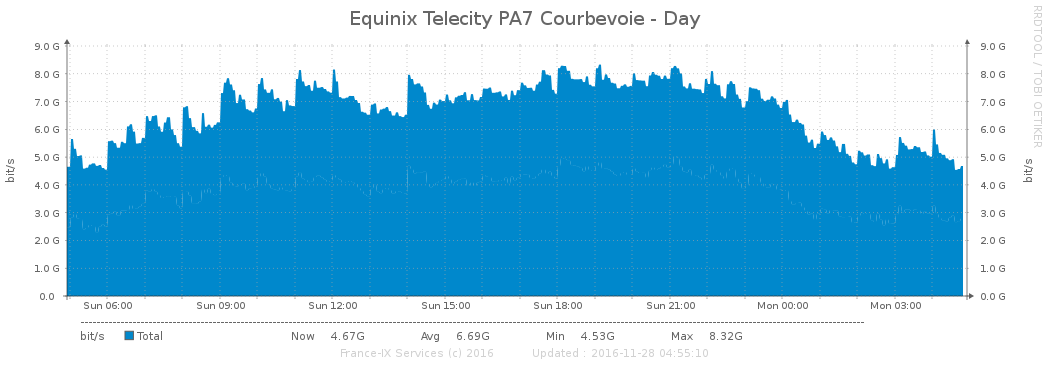 Equinix Telecity PA7 Courbevoie - Day
RRDTOOL / TOBI OETIKER
bit/s
9.0 G
8.0 G
7.0 G
6.0 G
5.0 G
4.0 G
3.0 G
2.0 G
1.0 G
0.0
9.0 G
8.0 G
7.0 G
6.0 G
5.0 G
4.0 G
3.0 G
2.0 G
1.0 G
0.0 G
bit/s
Sun 06:00 Sun 09:00 Sun 12:00 Sun 15:00 Sun 18:00 Sun 21:00 Mon 00:00 Mon 03:00
bit/s Total Now 4.67G Avg 6.69G Min 4.53G Max 8.32G
France-IX Services (c) 2016 Updated : 2016-11-28 04:55:10